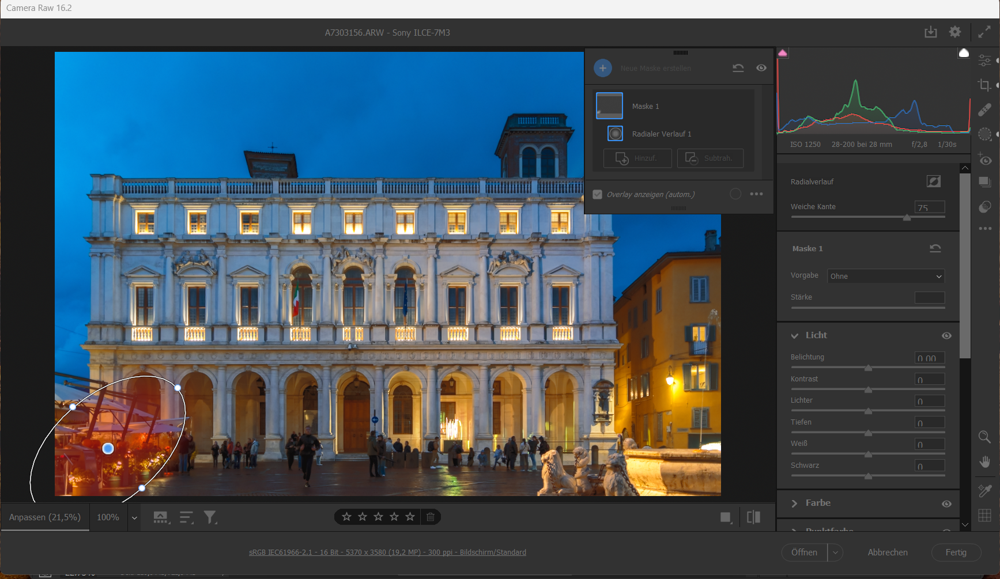 Camera Raw 16.2
A7303156.ARW - Sony ILCE-7M3
Neue Maske erstellen
Maske 1
Radialer Verlauf 1
Hinzuf.
Subtrah.
Overlay anzeigen (autom.)
ISO 1250 28-200 bei 28 mm f/2,8 1/30s
Radialverlauf
Weiche Kante 75
Maske 1
Vorgabe Ohne
Stärke
Licht
Belichtung 0,00
Kontrast 0
Lichter 0
Tiefen 0
Weiß 0
Schwarz 0
Farbe
Punktfarbe
Anpassen (21,5%) 100%
sRGB IEC61966-2.1 - 16 Bit - 5370 x 3580 (19,2 MP) - 300 ppi - Bildschirm/Standard
Öffnen Abbrechen Fertig